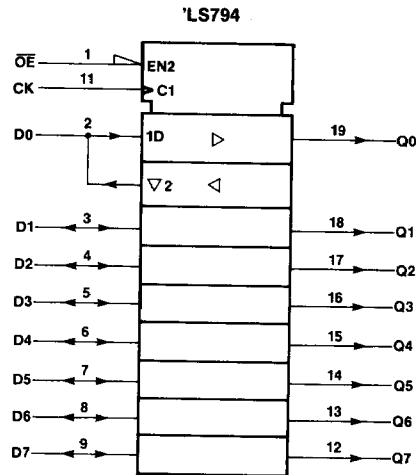 'LS794
OE 1 EN2
CK 11 C1
D0 2 1D 19 Q0
2
D1 3 18 Q1
D2 4 17 Q2
D3 5 16 Q3
D4 6 15 Q4
D5 7 14 Q5
D6 8 13 Q6
D7 9 12 Q7